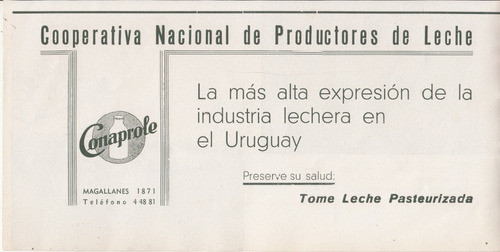 Cooperativa Nacional de Productores de Leche
La más alta expresión de la
industria lechera en
el Uruguay
Conaprole
MAGALLANES 1871
Teléfono 4 48 81
Preserve su salud:
Tome Leche Pasteurizada